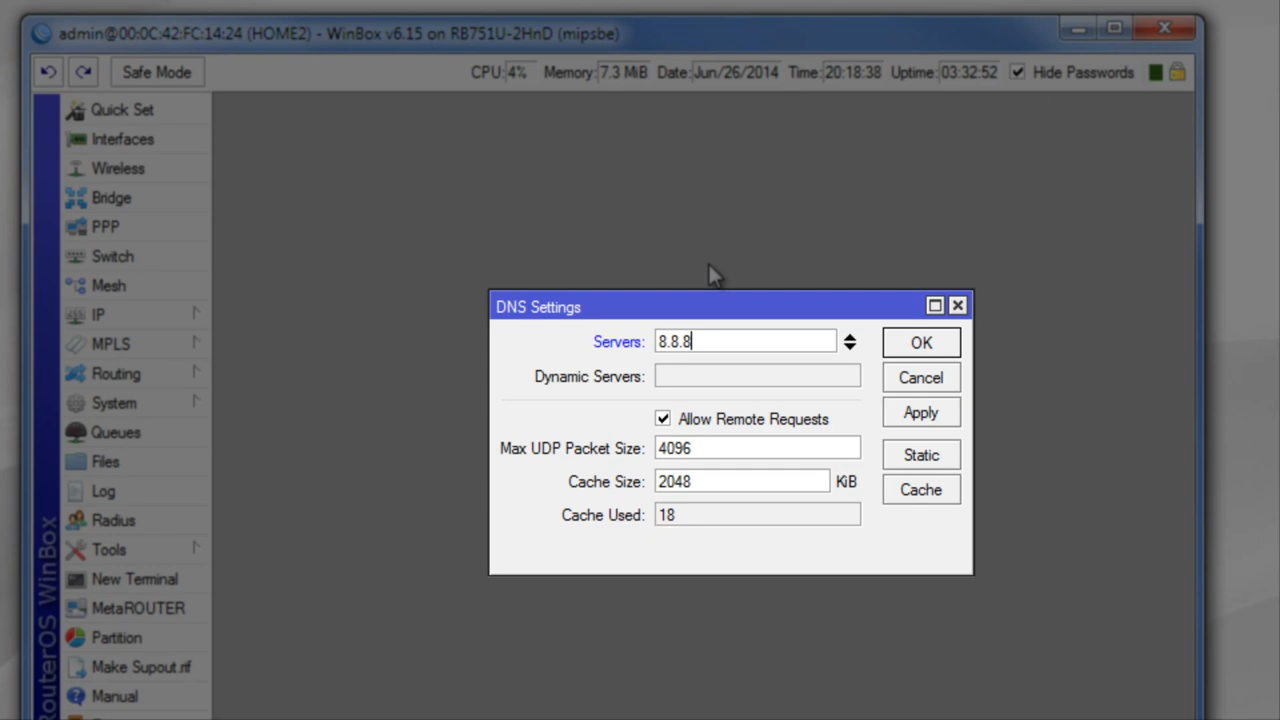 admin@00:0C:42:FC:14:24 (HOME2) - WinBox v6.15 on RB751U-2HnD (mipsbe)
Safe Mode CPU: 4% Memory: 7.3 MiB Date: Jun/26/2014 Time: 20:18:38 Uptime: 03:32:52 Hide Passwords
Quick Set
Interfaces
Wireless
Bridge
PPP
Switch
Mesh
IP
MPLS
Routing
System
Queues
Files
Log
Radius
Tools
New Terminal
MetaROUTER
Partition
Make Supout.rif
Manual
RouterOS WinBox
DNS Settings
Servers: 8.8.8
OK
Dynamic Servers:
Cancel
Allow Remote Requests
Apply
Max UDP Packet Size: 4096
Static
Cache Size: 2048 KiB
Cache
Cache Used: 18